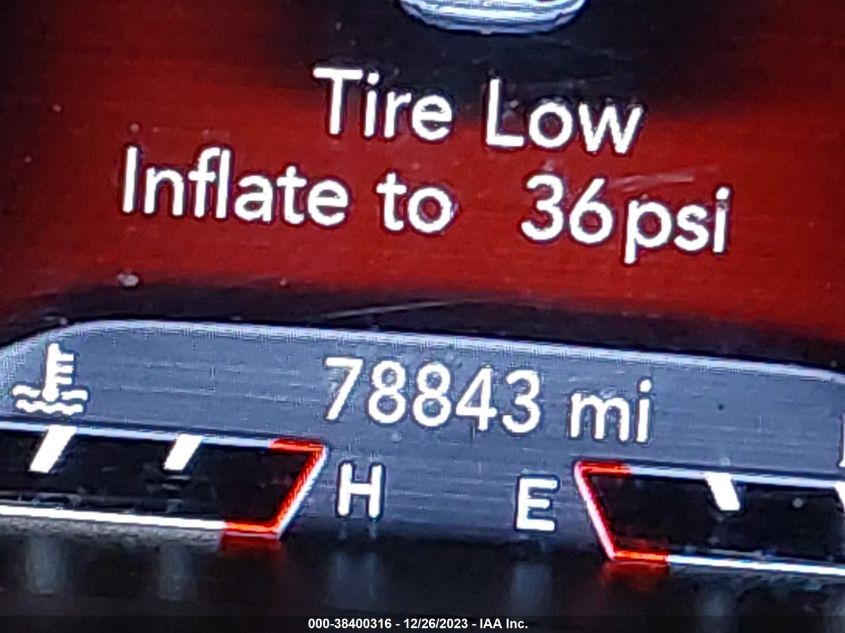 Tire Low
Inflate to 36psi
78843 mi
H E
000-38400316 - 12/26/2023 - IAA Inc.